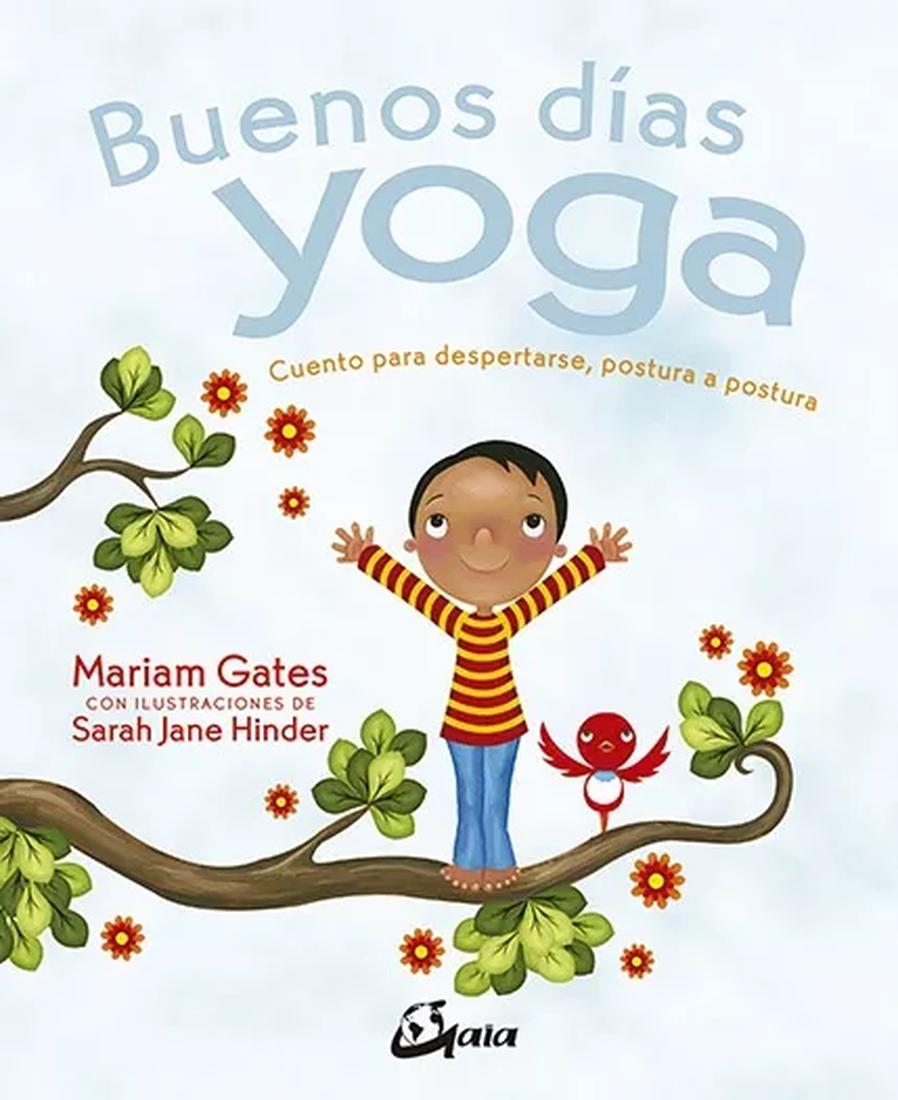 Buenos días
yoga
Cuento para despertarse, postura a postura
Mariam Gates
CON ILUSTRACIONES DE
Sarah Jane Hinder
Gaia